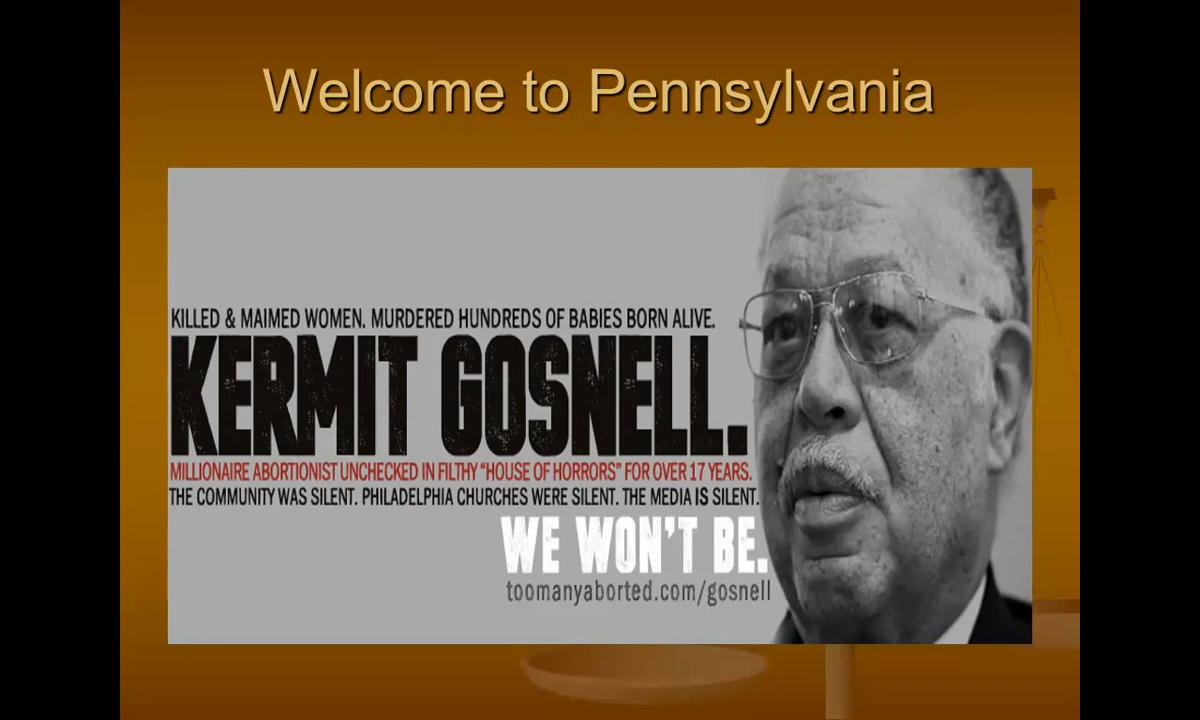 Welcome to Pennsylvania
KILLED & MAIMED WOMEN. MURDERED HUNDREDS OF BABIES BORN ALIVE.
KERMIT GOSNELL.
MILLIONAIRE ABORTIONIST UNCHECKED IN FILTHY "HOUSE OF HORRORS" FOR OVER 17 YEARS.
THE COMMUNITY WAS SILENT. PHILADELPHIA CHURCHES WERE SILENT. THE MEDIA IS SILENT.
WE WON'T BE.
toomanyaborted.com/gosnell